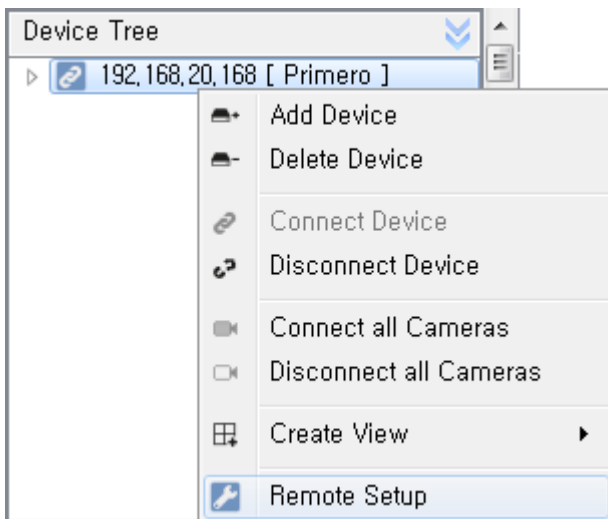 Device Tree
192,168,20,168 [ Primero ]
Add Device
Delete Device
Connect Device
Disconnect Device
Connect all Cameras
Disconnect all Cameras
Create View
Remote Setup